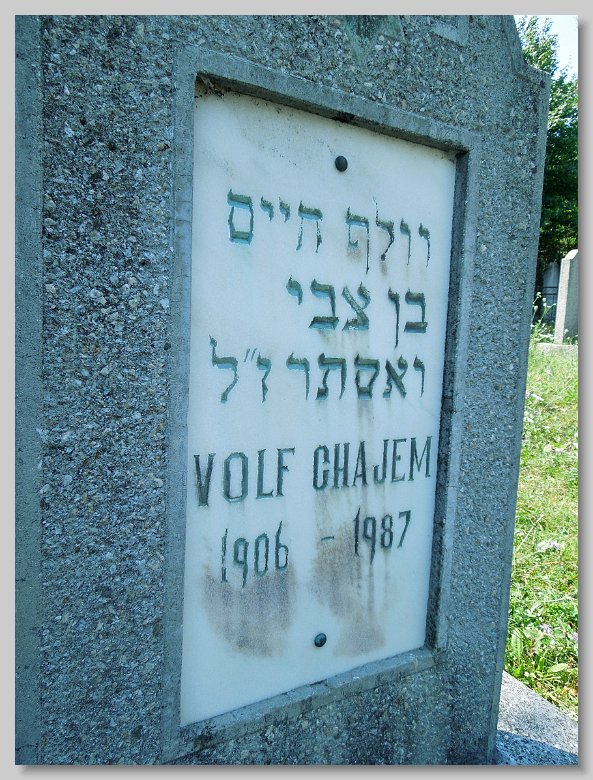 וולף חיים
בן צבי
ואסתר ז״ל
VOLF CHAJEM
1906 - 1987